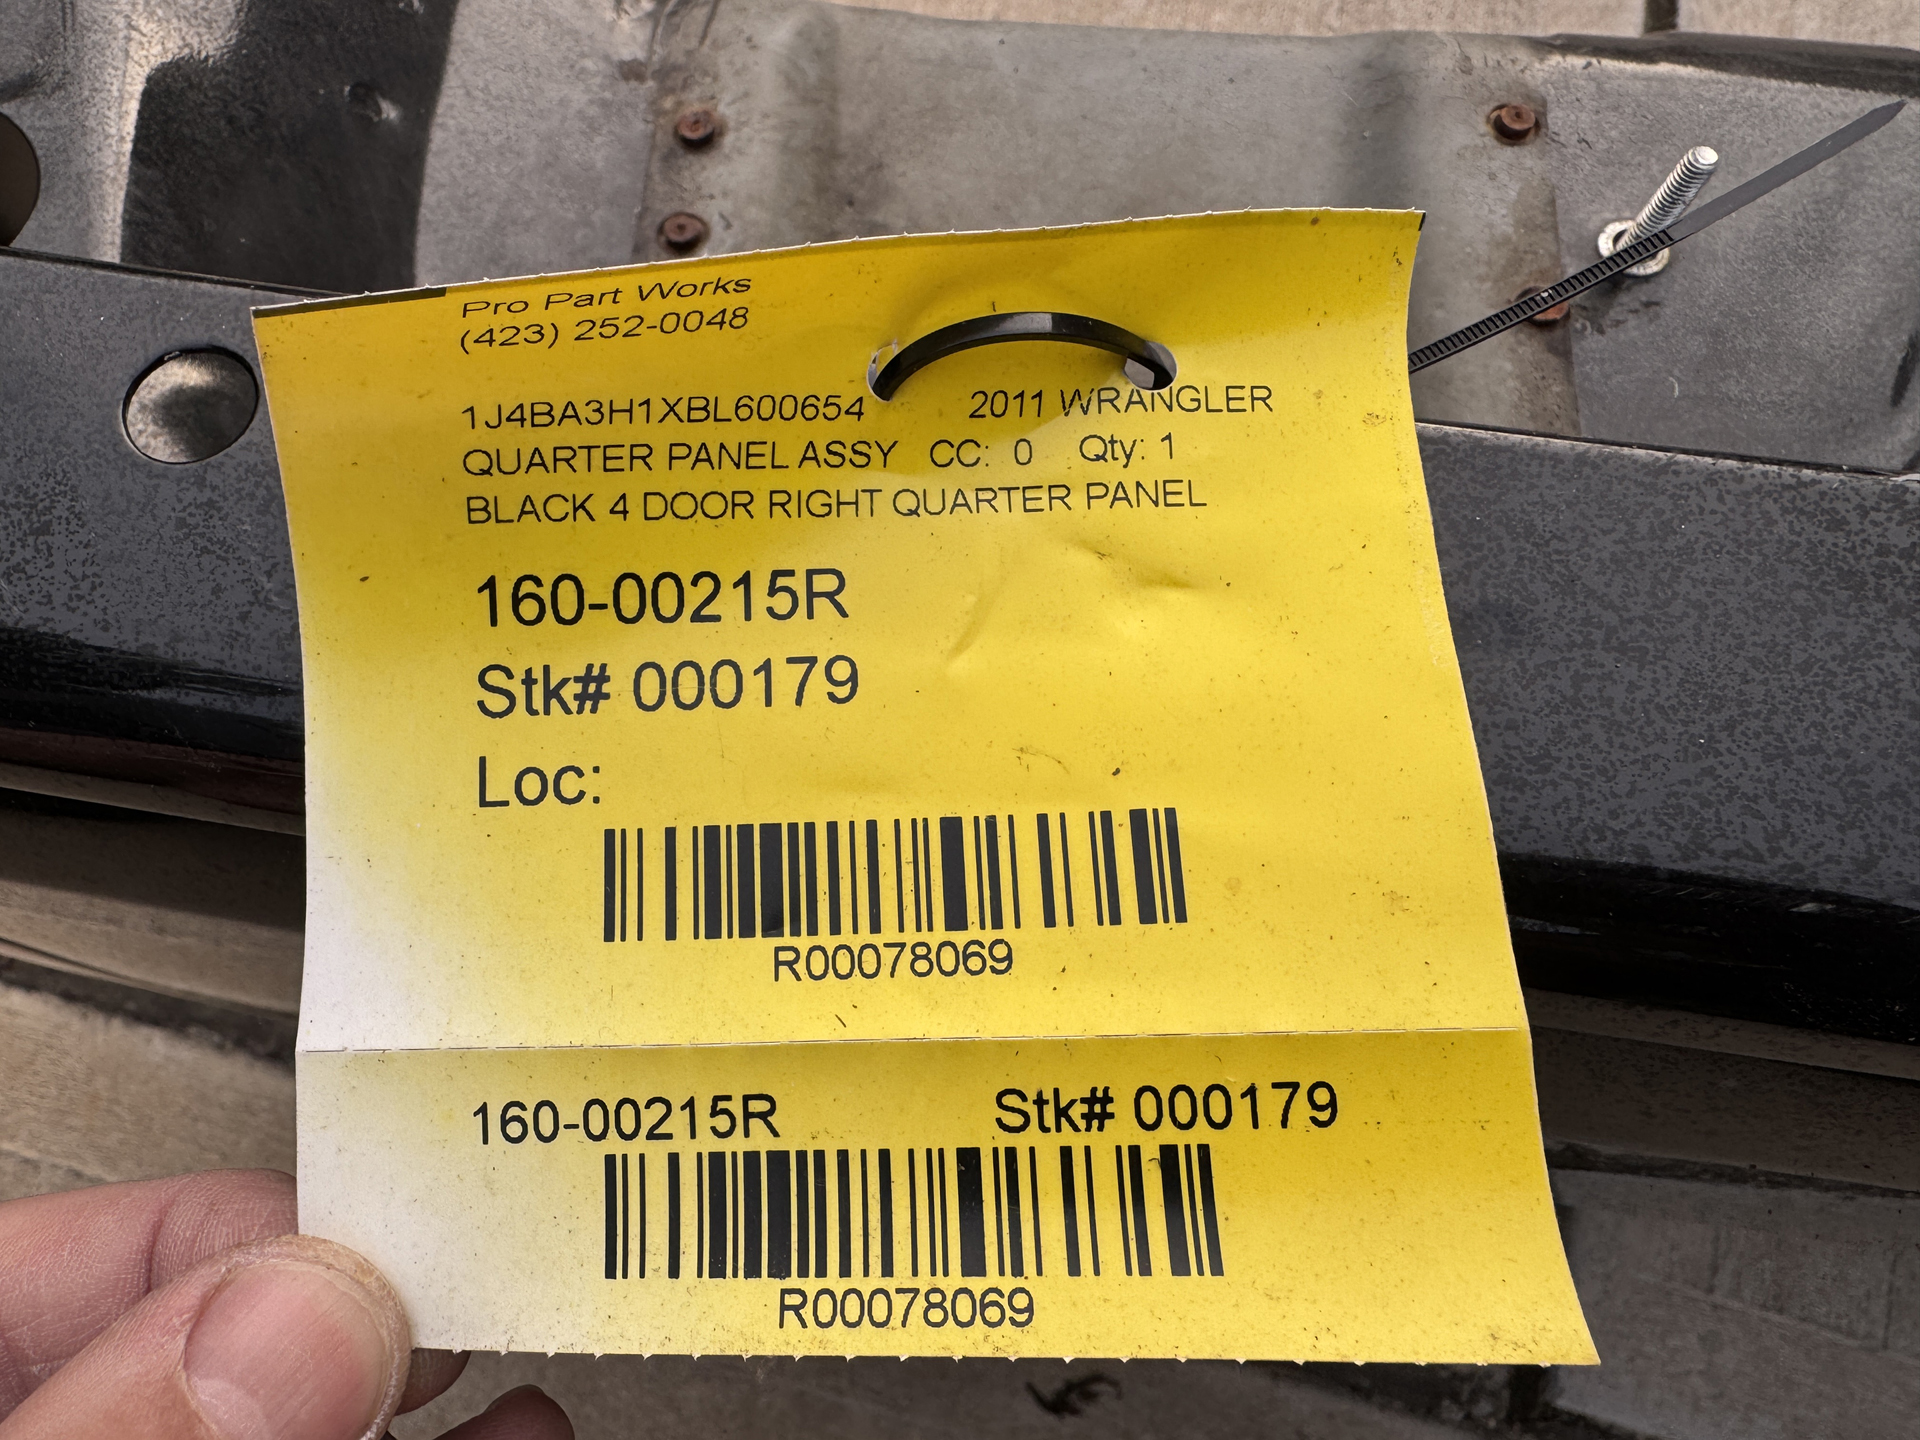 Pro Part Works
(423) 252-0048
1J4BA3H1XBL600654 2011 WRANGLER
QUARTER PANEL ASSY CC: 0 Qty: 1
BLACK 4 DOOR RIGHT QUARTER PANEL
160-00215R
Stk# 000179
Loc:
R00078069
160-00215R Stk# 000179
R00078069